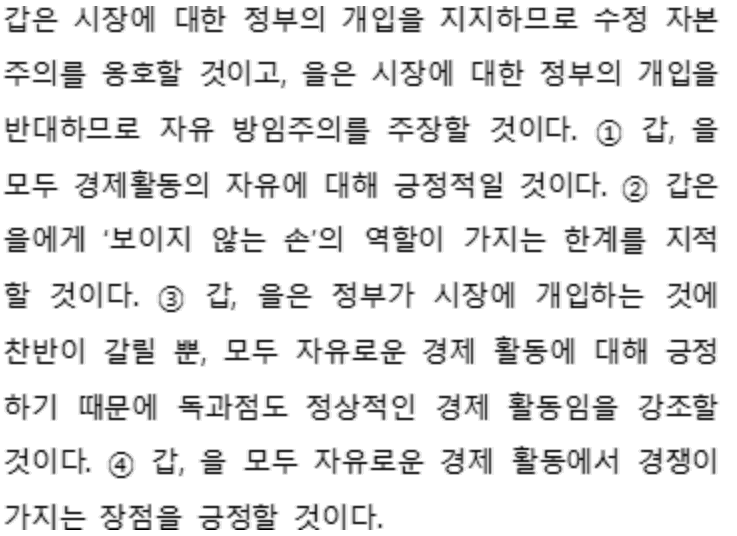 갑은 시장에 대한 정부의 개입을 지지하므로 수정 자본
주의를 옹호할 것이고, 을은 시장에 대한 정부의 개입을
반대하므로 자유 방임주의를 주장할 것이다. ① 갑, 을
모두 경제활동의 자유에 대해 긍정적일 것이다. ② 갑은
을에게 ‘보이지 않는 손’의 역할이 가지는 한계를 지적
할 것이다. ③ 갑, 을은 정부가 시장에 개입하는 것에
찬반이 갈릴 뿐, 모두 자유로운 경제 활동에 대해 긍정
하기 때문에 독과점도 정상적인 경제 활동임을 강조할
것이다. ④ 갑, 을 모두 자유로운 경제 활동에서 경쟁이
가지는 장점을 긍정할 것이다.